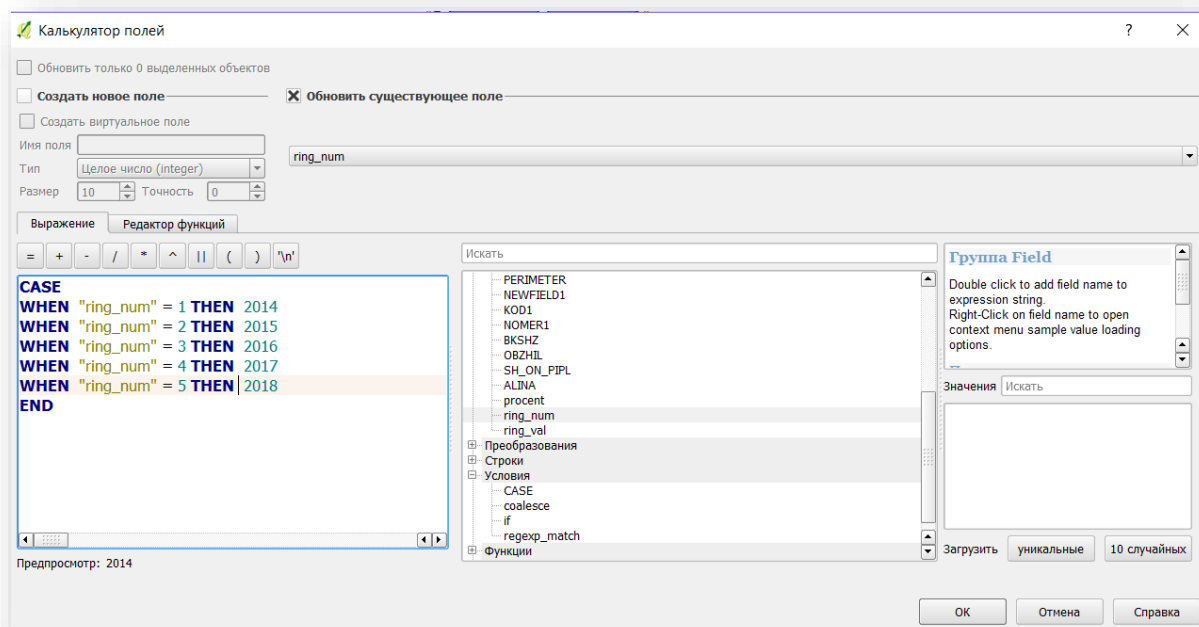 Калькулятор полей
?
Обновить только 0 выделенных объектов
Создать новое поле
Обновить существующее поле
Создать виртуальное поле
Имя поля
ring_num
Тип
Целое число (integer)
Размер
10
Точность
0
Выражение
Редактор функций
= + - / * ^ || ( ) '\n'
CASE
WHEN "ring_num" = 1 THEN 2014
WHEN "ring_num" = 2 THEN 2015
WHEN "ring_num" = 3 THEN 2016
WHEN "ring_num" = 4 THEN 2017
WHEN "ring_num" = 5 THEN 2018
END
Предпросмотр: 2014
Искать
PERIMETER
NEWFIELD1
KOD1
NOMER1
BKSHZ
OBZHIL
SH_ON_PIPL
ALINA
procent
ring_num
ring_val
Преобразования
Строки
Условия
CASE
coalesce
if
regexp_match
Функции
Группа Field
Double click to add field name to
expression string.
Right-Click on field name to open
context menu sample value loading
options.
Значения
Искать
Загрузить
уникальные
10 случайных
ОК
Отмена
Справка